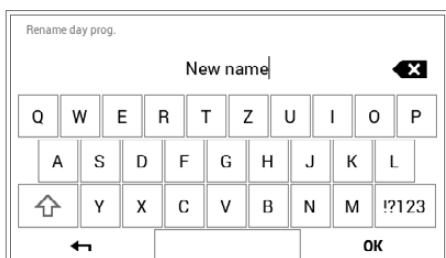 Rename day prog.
New name
Q W E R T Z U I O P
A S D F G H J K L
Y X C V B N M !?123
OK